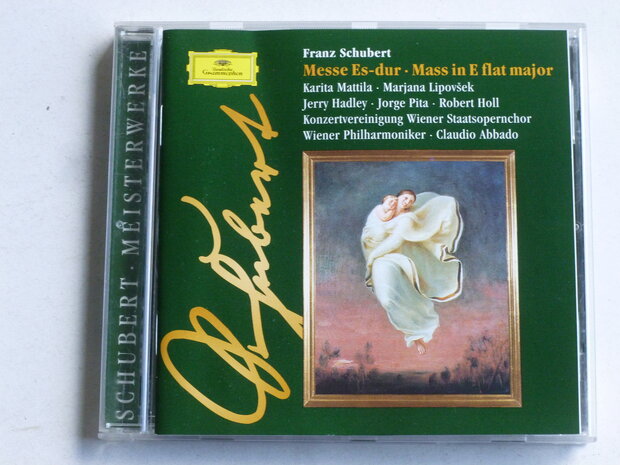 SCHUBERT · MEISTERWERKE
Deutsche
Grammophon
Franz Schubert
Messe Es-dur · Mass in E flat major
Karita Mattila · Marjana Lipovšek
Jerry Hadley · Jorge Pita · Robert Holl
Konzertvereinigung Wiener Staatsopernchor
Wiener Philharmoniker · Claudio Abbado
Schubert